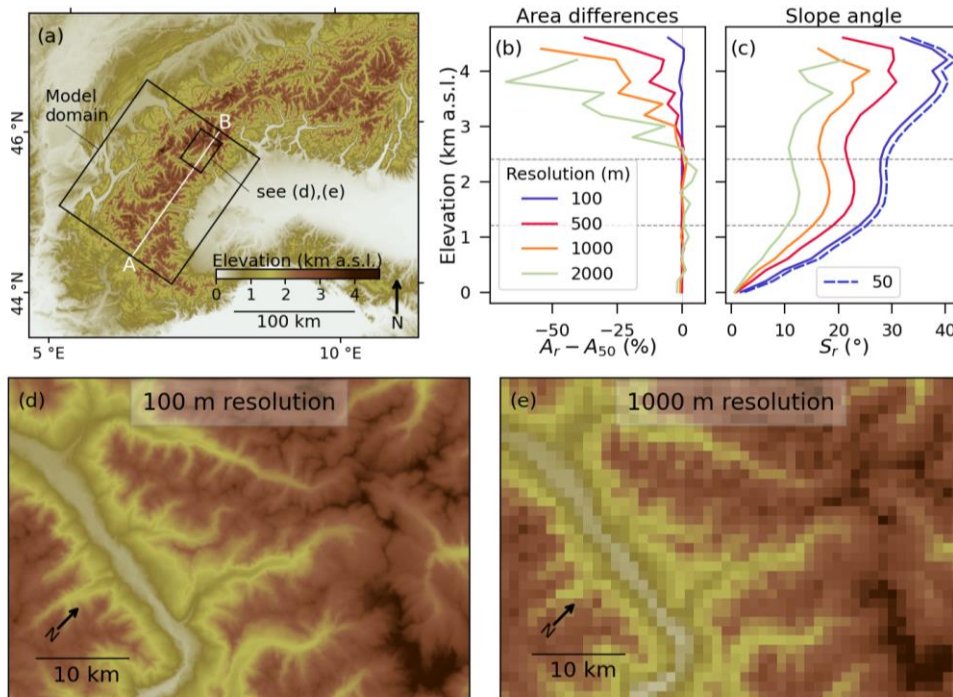 Area differences
Slope angle
(a)
Model
domain
B
see (d),(e)
A
Elevation (km a.s.l.)
0 1 2 3 4
100 km
N
46 °N
44 °N
5 °E
10 °E
(b)
Elevation (km a.s.l.)
4
3
2
1
0
Resolution (m)
100
500
1000
2000
−50 −25 0
A_r − A_50 (%)
(c)
50
0 10 20 30 40
S_r (°)
(d)
100 m resolution
N
10 km
(e)
1000 m resolution
N
10 km